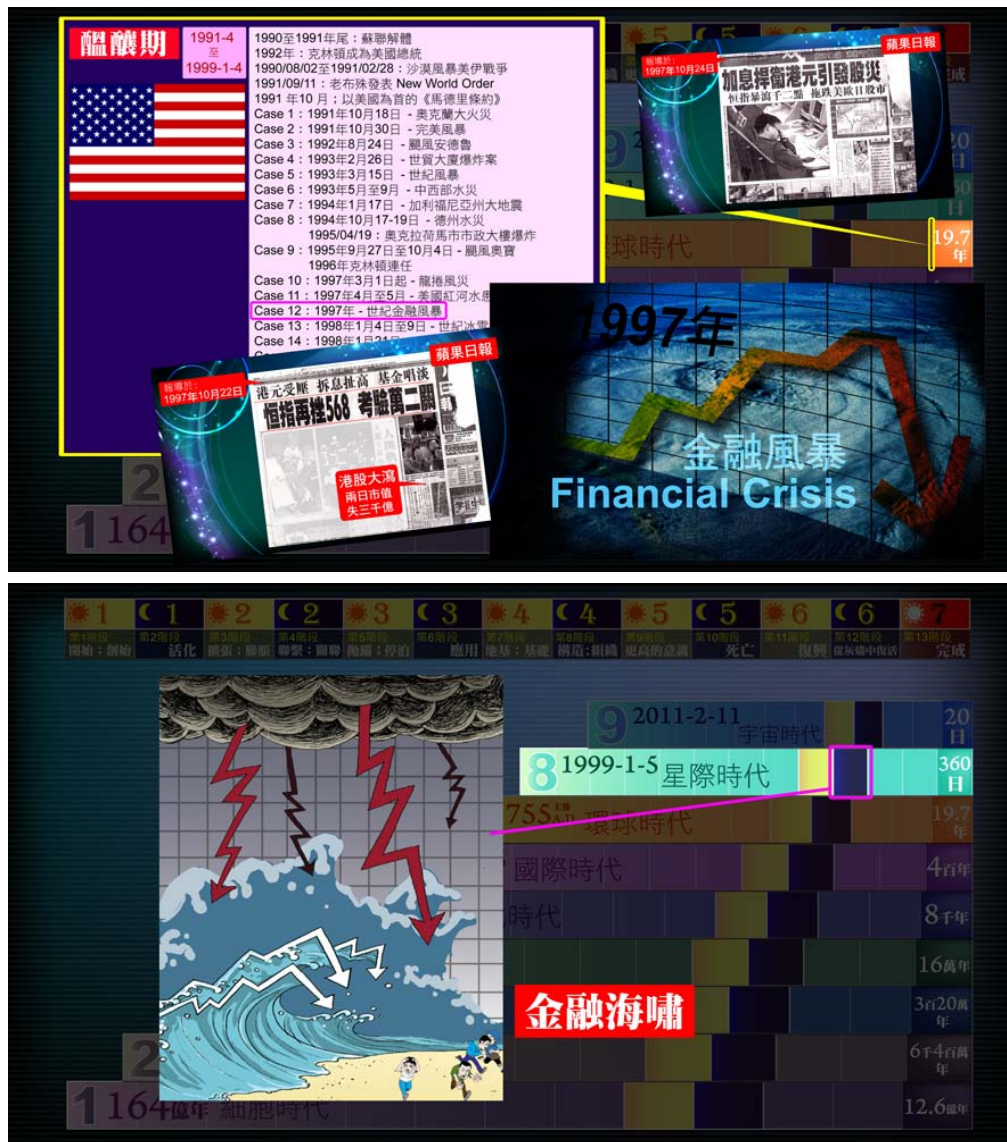 醞釀期
1991-4
至
1999-1-4
1990至1991年尾：蘇聯解體
1992年：克林頓成為美國總統
1990/08/02至1991/02/28：沙漠風暴美伊戰爭
1991/09/11：老布殊發表 New World Order
1991 年10 月；以美國為首的《馬德里條約》
Case 1：1991年10月18日 - 奧克蘭大火災
Case 2：1991年10月30日 - 完美風暴
Case 3：1992年8月24日 - 颶風安德魯
Case 4：1993年2月26日 - 世貿大廈爆炸案
Case 5：1993年3月15日 - 世紀風暴
Case 6：1993年5月至9月 - 中西部水災
Case 7：1994年1月17日 - 加利福尼亞州大地震
Case 8：1994年10月17-19日 - 德州水災
1995/04/19：奧克拉荷馬市市政大樓爆炸
Case 9：1995年9月27日至10月4日 - 颶風奧寶
1996年克林頓連任
Case 10：1997年3月1日起 - 龍捲風災
Case 11：1997年4月至5月 - 美國紅河水患
Case 12：1997年 - 世紀金融風暴
Case 13：1998年1月4日至9日 - 世紀冰雪
Case 14：1998年1月21
蘋果日報
報導於：
1997年10月24日
加息捍衛港元引發股災
恒指暴瀉千二點 拖跌美歐日股市
球時代
19.7
年
蘋果日報
報導於：
1997年10月22日
港元受壓 拆息扯高 基金唱淡
恒指再挫568 考驗萬二關
港股大瀉
兩日市值
失三千億
1997年
金融風暴
Financial Crisis
2
1 164
1 1 2 2 3 3 4 4 5 5 6 6 7
第1階段 第2階段 第3階段 第4階段 第5階段 第6階段 第7階段 第8階段 第9階段 第10階段 第11階段 第12階段 第13階段
開始：創始 活化 擴張：膨脹 聯繫：關聯 拋錨：停泊 應用 地基：基礎 構造：組織 更高的意識 死亡 復興 從灰燼中復活 完成
9 2011-2-11 宇宙時代 20日
8 1999-1-5 星際時代 360日
755 A.D. 環球時代 19.7年
國際時代 4百年
時代 8千年
16萬年
金融海嘯
3百20萬年
2 6千4百萬年
1 164億年 細胞時代 12.6億年